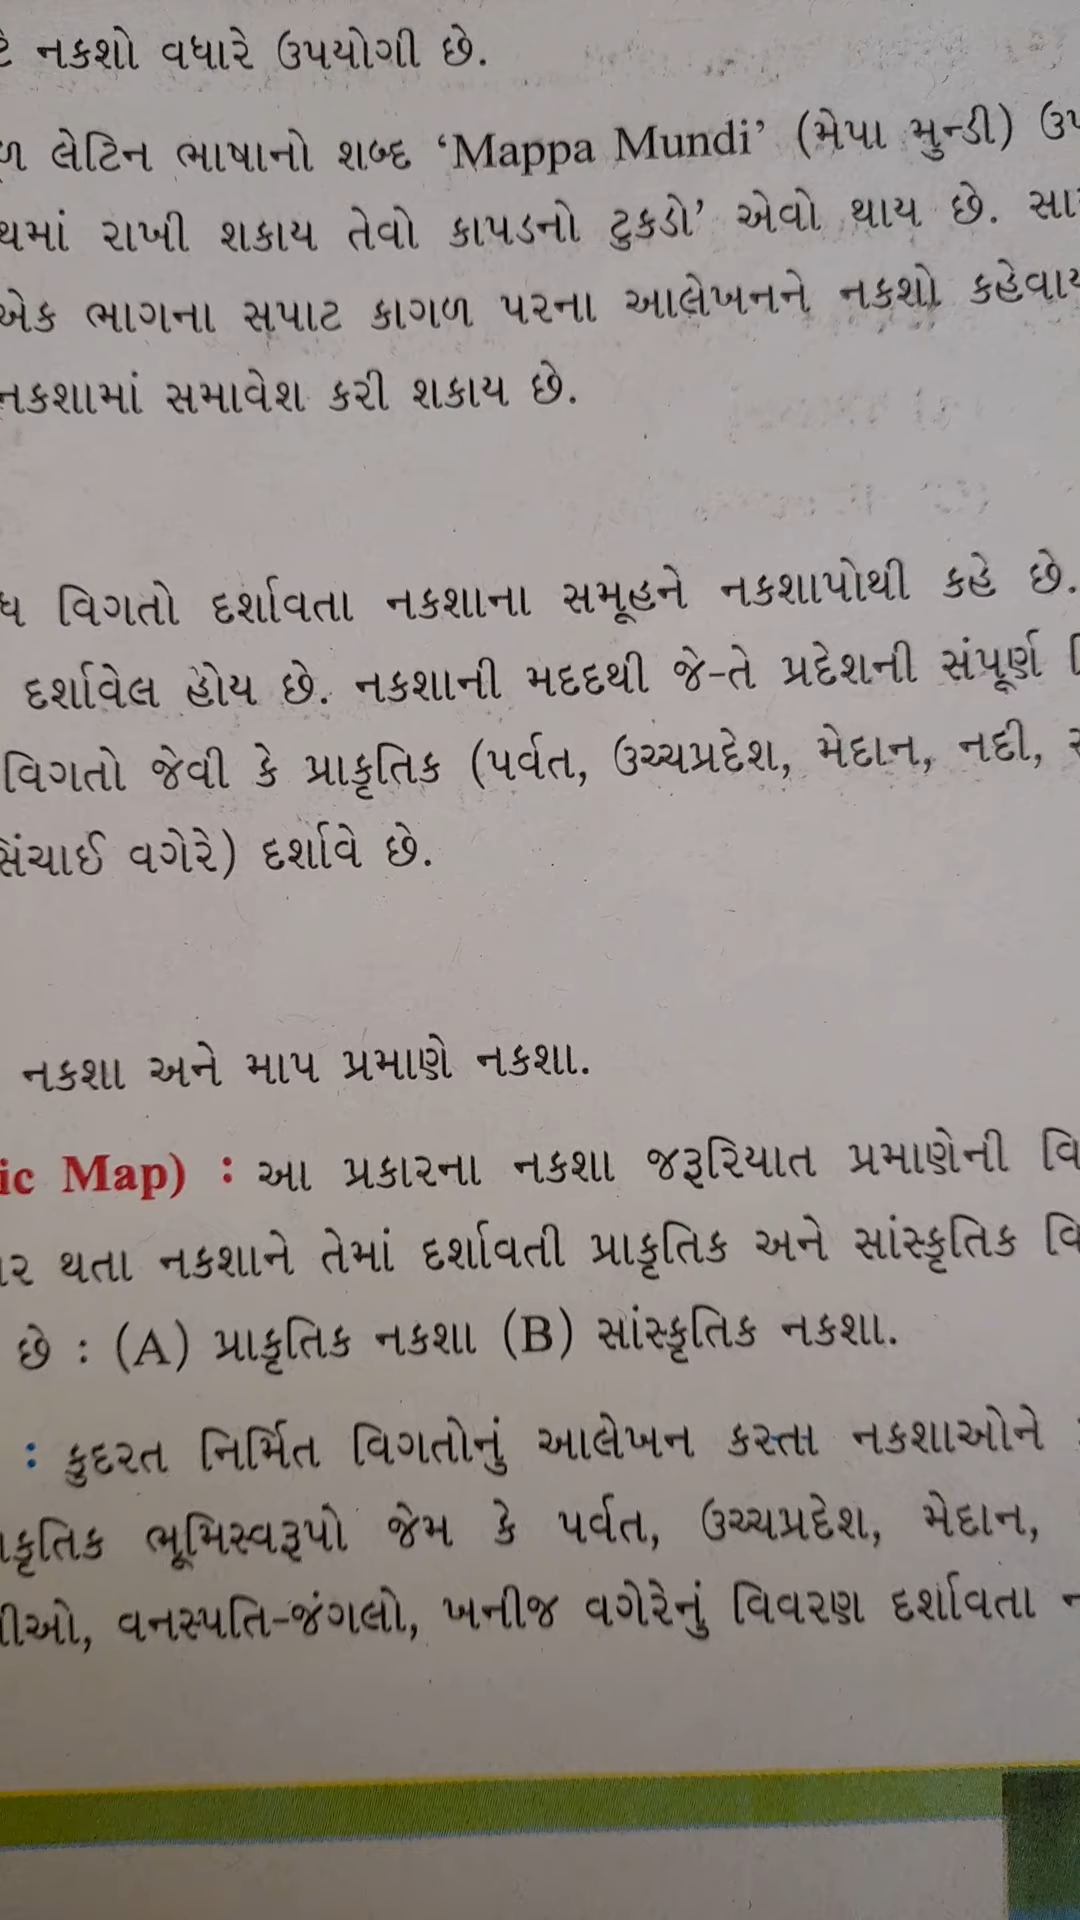 નકશો વધારે ઉપયોગી છે.
લેટિન ભાષાનો શબ્દ ‘Mappa Mundi’ (મેપા મુન્ડી)
રાખી શકાય તેવો કાપડનો ટુકડો’ એવો થાય છે.
ભાગના સપાટ કાગળ પરના આલેખનને નકશો
નકશામાં સમાવેશ કરી શકાય છે.
વિગતો દર્શાવતા નકશાના સમૂહને નકશાપોથી કહે છે.
દર્શાવેલ હોય છે. નકશાની મદદથી જે-તે પ્રદેશની સંપૂર્ણ
વિગતો જેવી કે પ્રાકૃતિક (પર્વત, ઉચ્ચપ્રદેશ, મેદાન, નદી,
વગેરે) દર્શાવે છે.
નકશા અને માપ પ્રમાણે નકશા.
ic Map) : આ પ્રકારના નકશા જરૂરિયાત પ્રમાણેની
થતા નકશાને તેમાં દર્શાવતી પ્રાકૃતિક અને સાંસ્કૃતિક
છે : (A) પ્રાકૃતિક નકશા (B) સાંસ્કૃતિક નકશા.
: કુદરત નિર્મિત વિગતોનું આલેખન કરતા નકશાઓને
ભૂમિસ્વરૂપો જેમ કે પર્વત, ઉચ્ચપ્રદેશ, મેદાન,
વનસ્પતિ-જંગલો, ખનીજ વગેરેનું વિવરણ દર્શાવતા